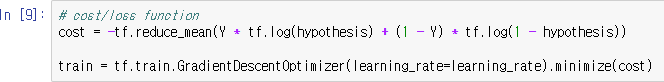 In [9]:
# cost/loss function
cost = -tf.reduce_mean(Y * tf.log(hypothesis) + (1 - Y) * tf.log(1 - hypothesis))
train = tf.train.GradientDescentOptimizer(learning_rate=learning_rate).minimize(cost)